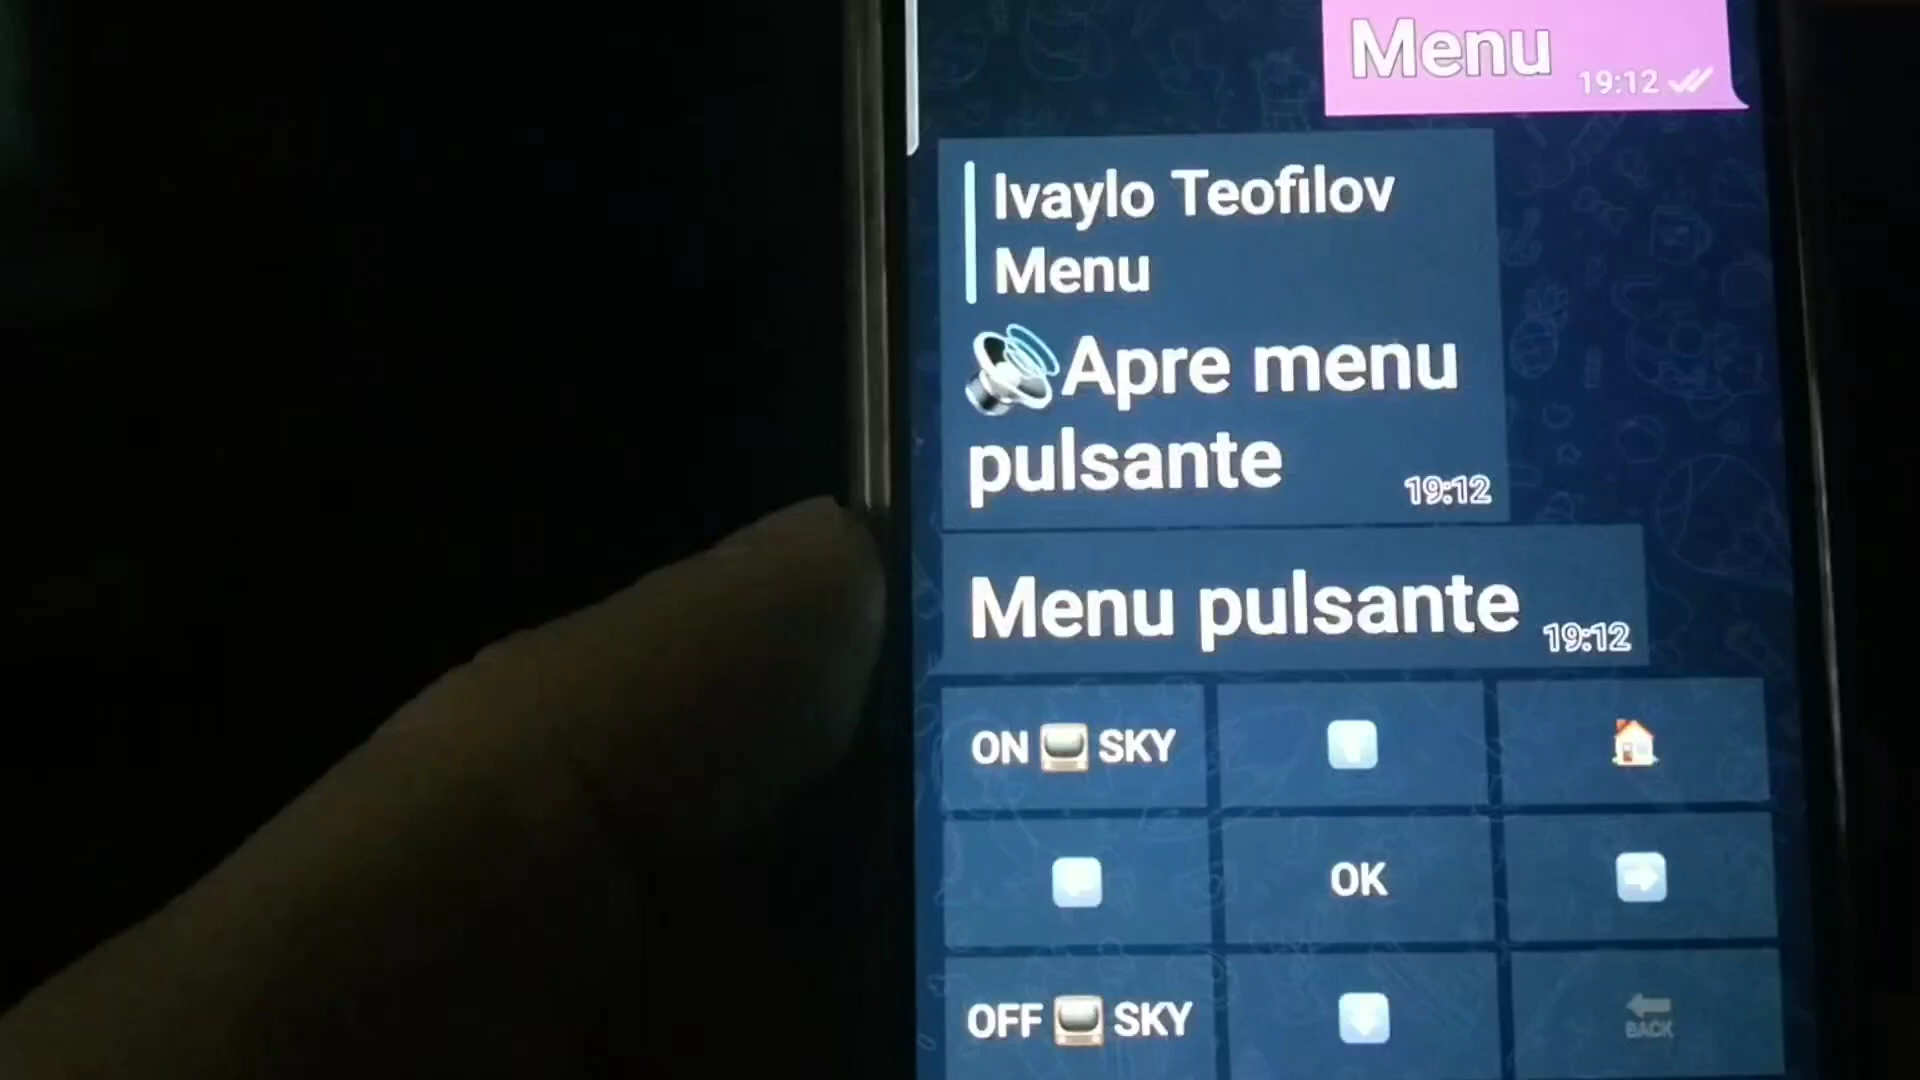 Menu 19:12
Ivaylo Teofilov
Menu
Apre menu
pulsante 19:12
Menu pulsante 19:12
ON SKY
OK
OFF SKY
BACK